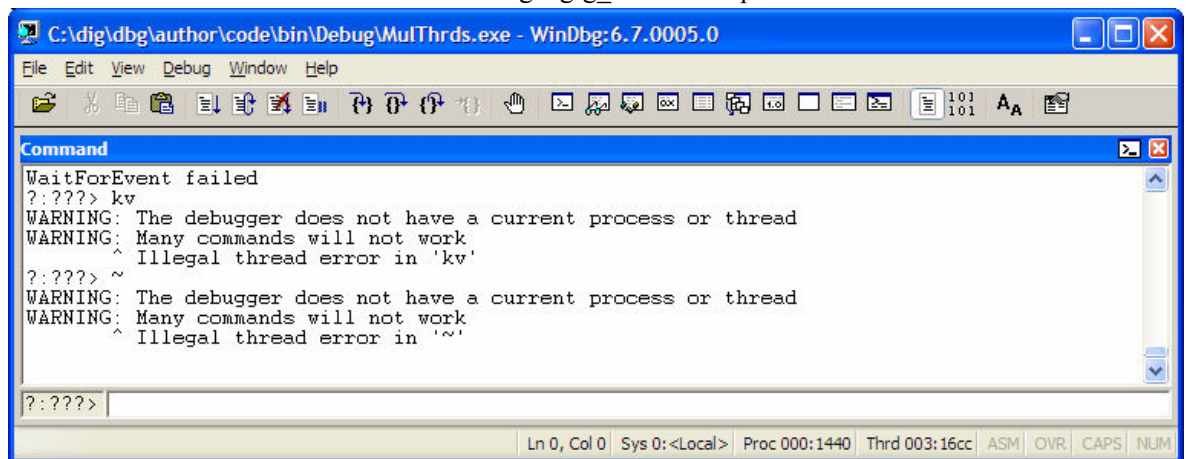 C:\dig\dbg\author\code\bin\Debug\MulThrds.exe - WinDbg:6.7.0005.0
File Edit View Debug Window Help
101
101
Command
WaitForEvent failed
?:???> kv
WARNING: The debugger does not have a current process or thread
WARNING: Many commands will not work
^ Illegal thread error in 'kv'
?:???> ~
WARNING: The debugger does not have a current process or thread
WARNING: Many commands will not work
^ Illegal thread error in '~'
?:???>
Ln 0, Col 0 Sys 0:<Local> Proc 000:1440 Thrd 003:16cc ASM OVR CAPS NUM